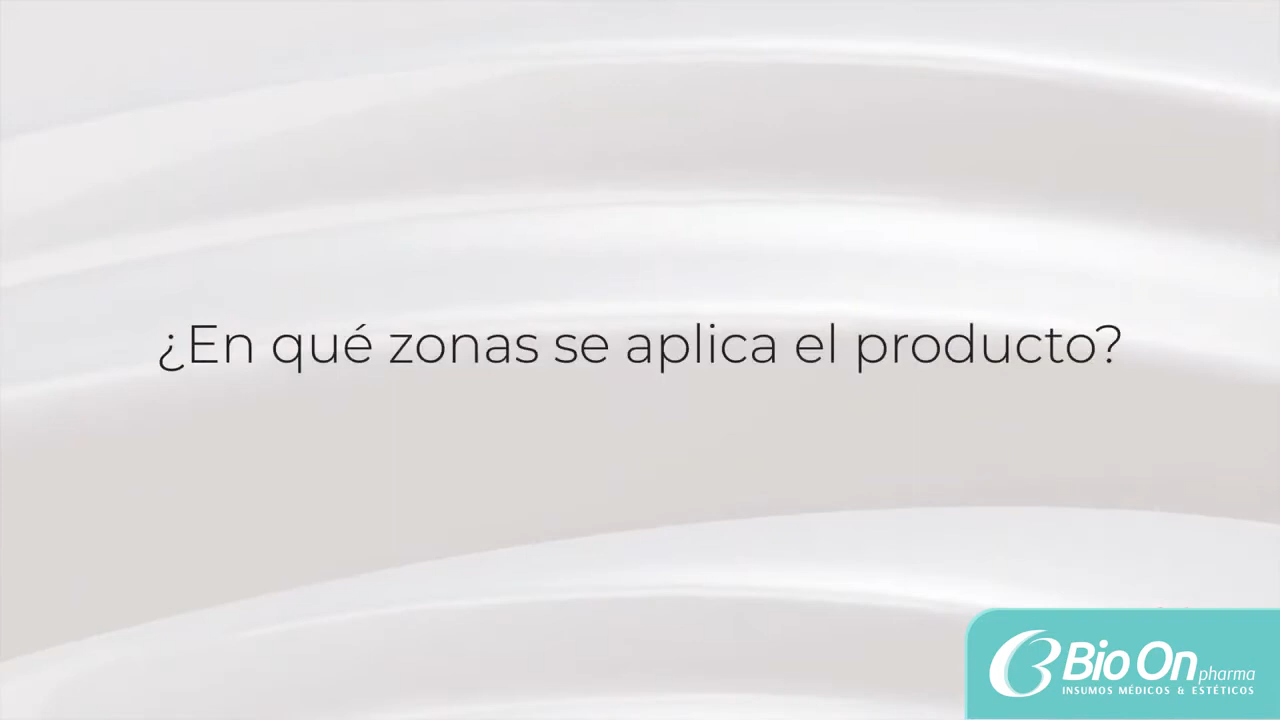 ¿En qué zonas se aplica el producto?
Bio On pharma
INSUMOS MÉDICOS & ESTÉTICOS